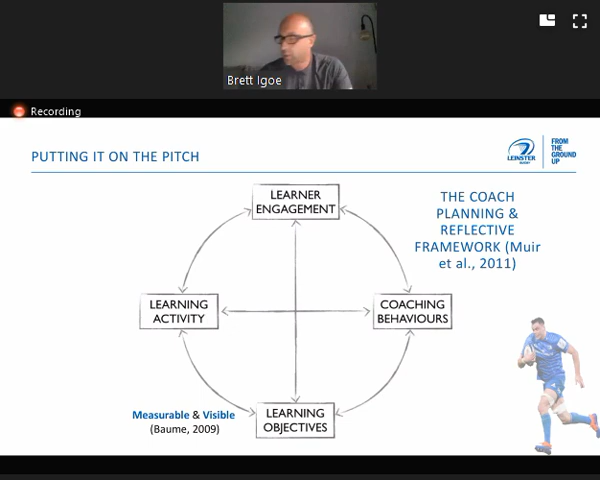 Brett Igoe
Recording
PUTTING IT ON THE PITCH
LEINSTER
FROM
THE
GROUND
UP
LEARNER
ENGAGEMENT
THE COACH
PLANNING &
REFLECTIVE
FRAMEWORK (Muir
et al., 2011)
LEARNING
ACTIVITY
COACHING
BEHAVIOURS
Measurable & Visible
(Baume, 2009)
LEARNING
OBJECTIVES